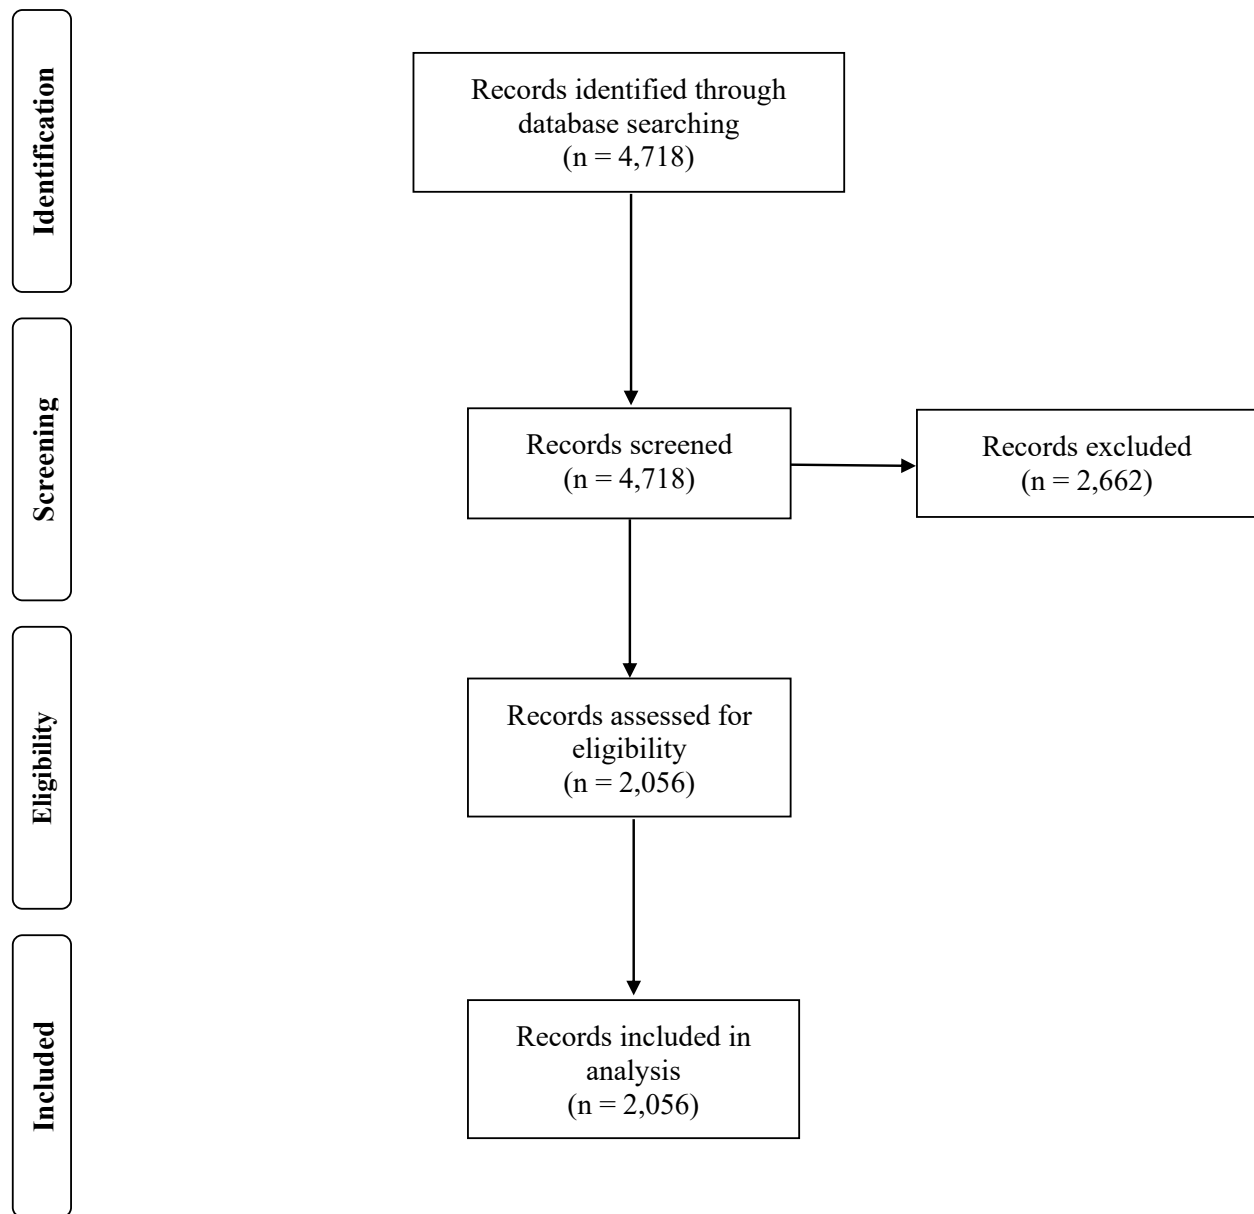 Identification
Records identified through
database searching
(n = 4,718)
Screening
Records screened
(n = 4,718)
Records excluded
(n = 2,662)
Eligibility
Records assessed for
eligibility
(n = 2,056)
Included
Records included in
analysis
(n = 2,056)